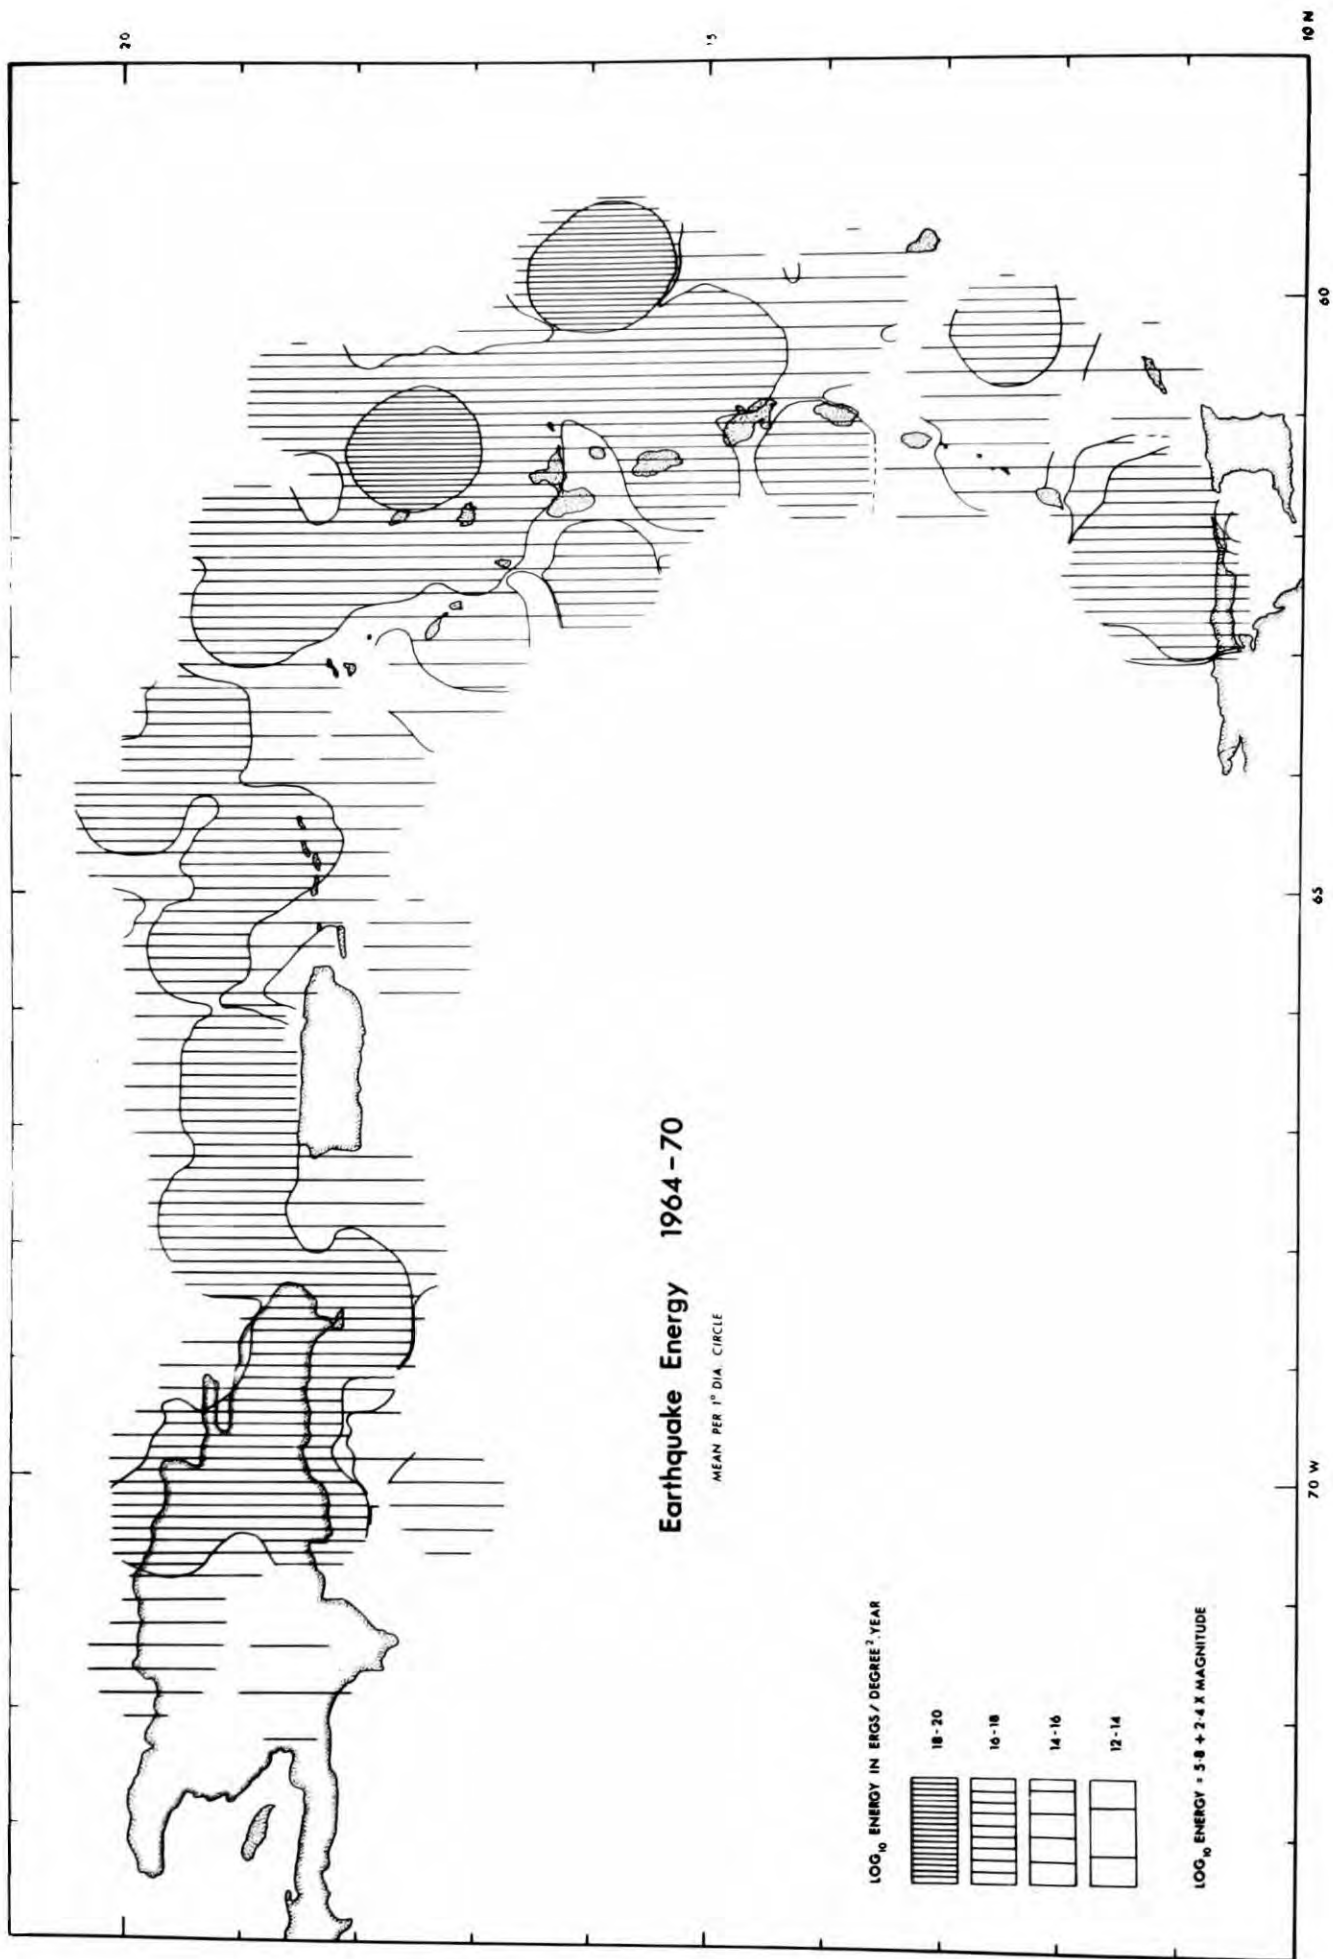 20
15
10 N
60
65
70 W
Earthquake Energy 1964-70
MEAN PER 1° DIA. CIRCLE
LOG₁₀ ENERGY IN ERGS / DEGREE². YEAR
18-20
16-18
14-16
12-14
LOG₁₀ ENERGY = 5·8 + 2·4 X MAGNITUDE